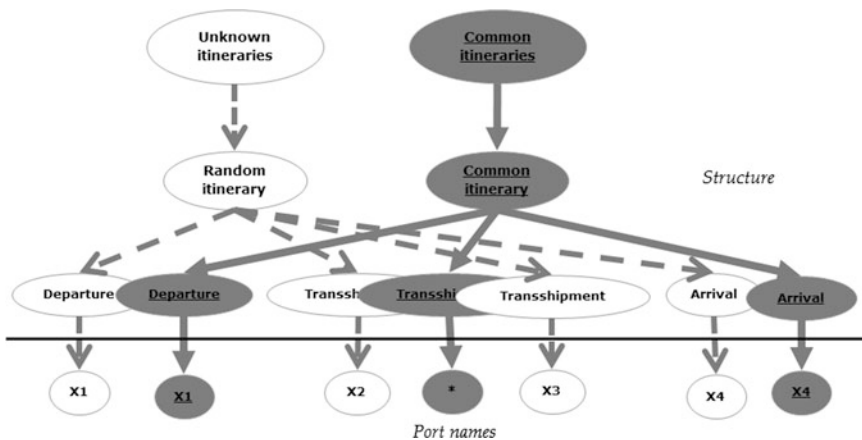 Unknown
itineraries
Common
itineraries
Random
itinerary
Common
itinerary
Structure
Departure
Departure
Transsh
Transshi
Transshipment
Arrival
Arrival
X1
X1
X2
*
X3
X4
X4
Port names